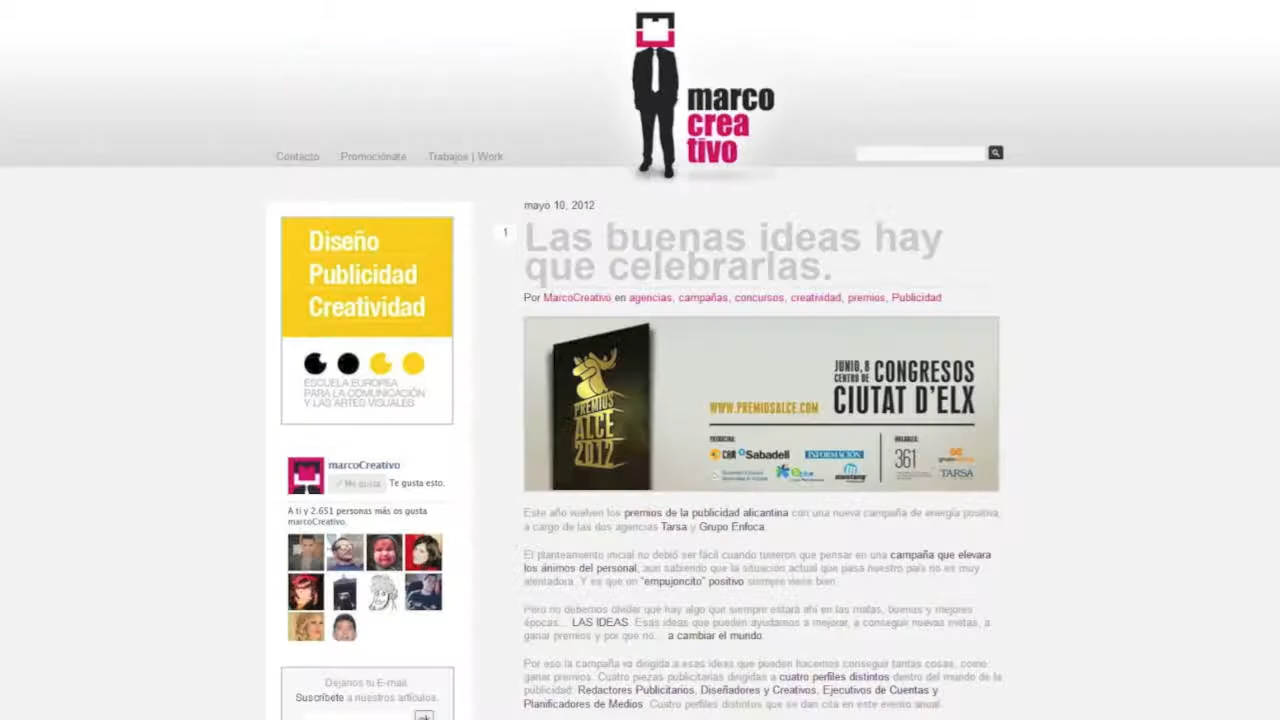 marco
crea
tivo
Contacto Promociónate Trabajos | Work
Diseño
Publicidad
Creatividad
ESCUELA EUROPEA
PARA LA COMUNICACIÓN
Y LAS ARTES VISUALES
marcoCreativo
Me gusta Te gusta esto.
A ti y 2.651 personas más os gusta
marcoCreativo.
Déjanos tu E-mail.
Suscríbete a nuestros artículos.
ok
mayo 10, 2012
1
Las buenas ideas hay
que celebrarlas.
Por MarcoCreativo en agencias, campañas, concursos, creatividad, premios, Publicidad
PREMIOS
ALCE
2012
JUNIO, 8
CENTRO DE
CONGRESOS
CIUTAT D'ELX
WWW.PREMIOSALCE.COM
CAM Sabadell INFORMACIÓN
361
TARSA
Este año vuelven los premios de la publicidad alicantina con una nueva campaña de energía positiva,
a cargo de las dos agencias Tarsa y Grupo Enfoca.
El planteamiento inicial no debió ser fácil cuando tuvieron que pensar en una campaña que elevara
los ánimos del personal, aun sabiendo que la situación actual que pasa nuestro país no es muy
alentadora. Y es que un "empujoncito" positivo siempre viene bien.
Pero no debemos olvidar que hay algo que siempre estará ahí en las malas, buenas y mejores
épocas... LAS IDEAS. Esas ideas que pueden ayudarnos a mejorar, a conseguir nuevas metas, a
ganar premios y por que no... a cambiar el mundo.
Por eso la campaña va dirigida a esas ideas que pueden hacernos conseguir tantas cosas, como
ganar premios. Cuatro piezas publicitarias dirigidas a cuatro perfiles distintos dentro del mundo de la
publicidad: Redactores Publicitarios, Diseñadores y Creativos, Ejecutivos de Cuentas y
Planificadores de Medios. Cuatro perfiles distintos que se dan cita en este evento anual.